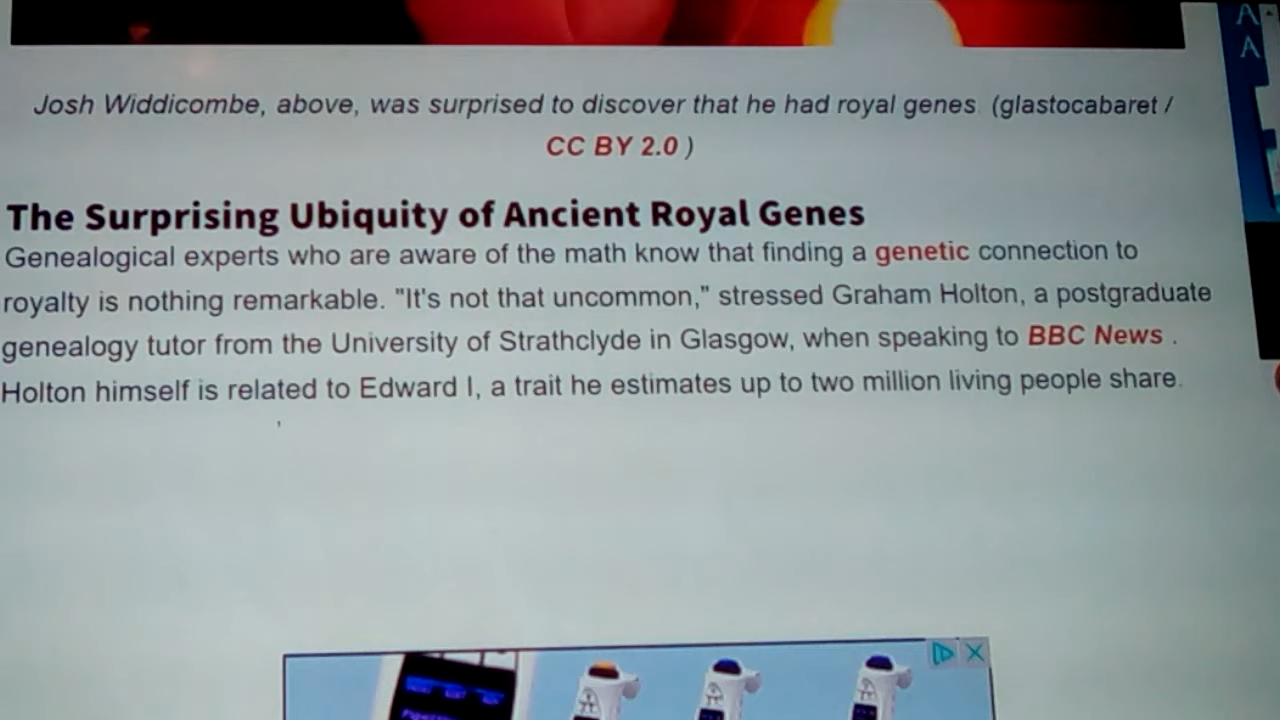 Josh Widdicombe, above, was surprised to discover that he had royal genes. (glastocabaret /
CC BY 2.0 )
The Surprising Ubiquity of Ancient Royal Genes
Genealogical experts who are aware of the math know that finding a genetic connection to
royalty is nothing remarkable. "It's not that uncommon," stressed Graham Holton, a postgraduate
genealogy tutor from the University of Strathclyde in Glasgow, when speaking to BBC News .
Holton himself is related to Edward I, a trait he estimates up to two million living people share.